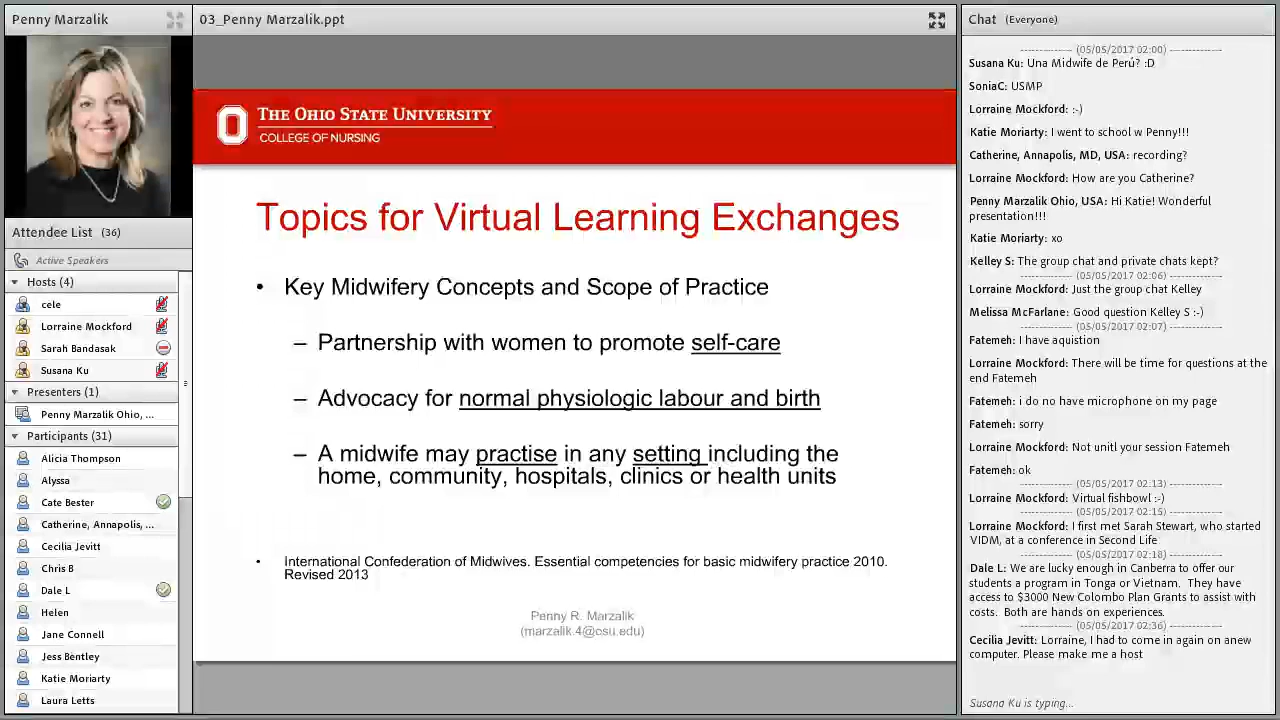 Penny Marzalik
Attendee List (36)
Active Speakers
Hosts (4)
cele
Lorraine Mockford
Sarah Bandasak
Susana Ku
Presenters (1)
Penny Marzalik Ohio, ...
Participants (31)
Alicia Thompson
Alyssa
Cate Bester
Catherine, Annapolis, ...
Cecilia Jevitt
Chris B
Dale L
Helen
Jane Connell
Jess Bentley
Katie Moriarty
Laura Letts
03_Penny Marzalik.ppt
THE OHIO STATE UNIVERSITY
COLLEGE OF NURSING
Topics for Virtual Learning Exchanges
• Key Midwifery Concepts and Scope of Practice
– Partnership with women to promote self-care
– Advocacy for normal physiologic labour and birth
– A midwife may practise in any setting including the
home, community, hospitals, clinics or health units
• International Confederation of Midwives. Essential competencies for basic midwifery practice 2010.
Revised 2013
Penny R. Marzalik
(marzalik.4@osu.edu)
Chat (Everyone)
--------------- (05/05/2017 02:00) ---------------
Susana Ku: Una Midwife de Perú? :D
SoniaC: USMP
Lorraine Mockford: :-)
Katie Moriarty: I went to school w Penny!!!
Catherine, Annapolis, MD, USA: recording?
Lorraine Mockford: How are you Catherine?
Penny Marzalik Ohio, USA: Hi Katie! Wonderful
presentation!!!
Katie Moriarty: xo
Kelley S: The group chat and private chats kept?
--------------- (05/05/2017 02:06) ---------------
Lorraine Mockford: Just the group chat Kelley
Melissa McFarlane: Good question Kelley S :-)
--------------- (05/05/2017 02:07) ---------------
Fatemeh: I have aquistion
Lorraine Mockford: There will be time for questions at the
end Fatemeh
Fatemeh: i do no have microphone on my page
Fatemeh: sorry
Lorraine Mockford: Not unitl your session Fatemeh
Fatemeh: ok
--------------- (05/05/2017 02:13) ---------------
Lorraine Mockford: Virtual fishbowl :-)
--------------- (05/05/2017 02:15) ---------------
Lorraine Mockford: I first met Sarah Stewart, who started
VIDM, at a conference in Second Life
--------------- (05/05/2017 02:18) ---------------
Dale L: We are lucky enough in Canberra to offer our
students a program in Tonga or Vietnam. They have
access to $3000 New Colombo Plan Grants to assist with
costs. Both are hands on experiences.
--------------- (05/05/2017 02:36) ---------------
Cecilia Jevitt: Lorraine, I had to come in again on anew
computer. Please make me a host
Susana Ku is typing...